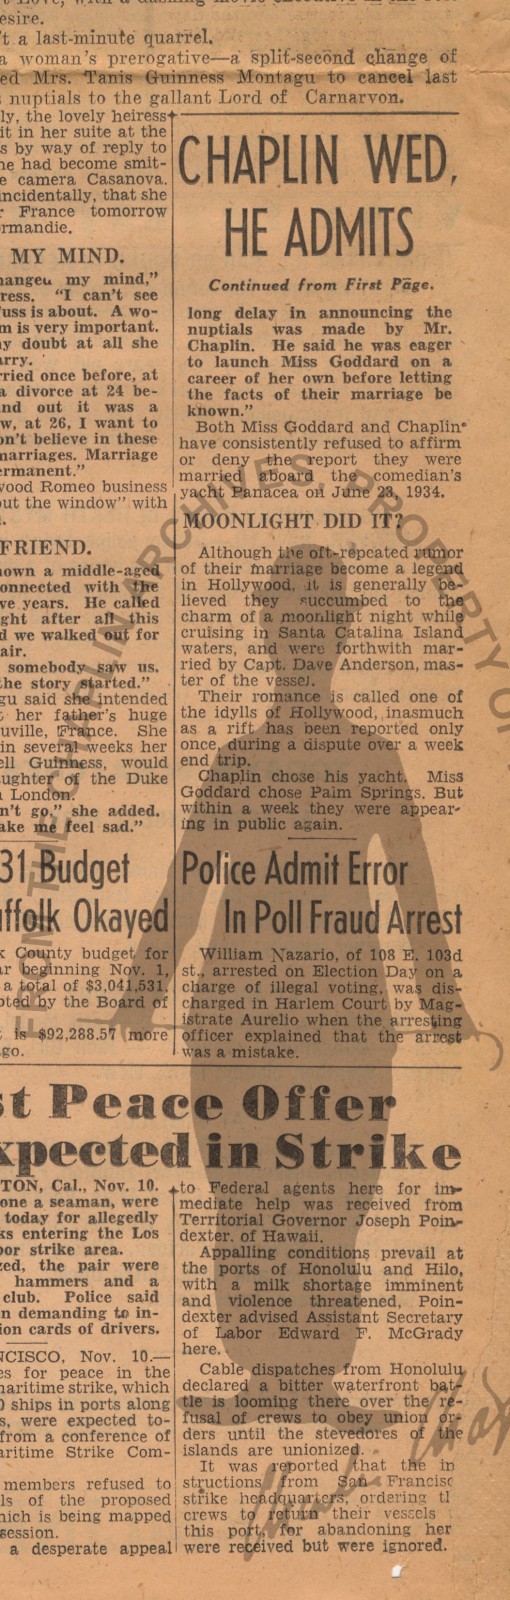 esire.
't a last-minute quarrel.
a woman's prerogative—a split-second change of
ed Mrs. Tanis Guinness Montagu to cancel last
nuptials to the gallant Lord of Carnarvon.
ly, the lovely heiress
it in her suite at the
s by way of reply to
he had become smit-
e camera Casanova.
incidentally, that she
r France tomorrow
rmandie.
MY MIND.
hanged my mind,"
ress. "I can't see
fuss is about. A wo-
m is very important.
ny doubt at all she
arry.
rried once before, at
a divorce at 24 be-
nd out it was a
w, at 26, I want to
on't believe in these
marriages. Marriage
ermanent."
wood Romeo business
out the window" with
FRIEND.
nown a middle-aged
onnected with the
ve years. He called
ght after all this
d we walked out for
air.
somebody saw us.
the story started."
gu said she intended
her father's huge
uville, France. She
in several weeks her
ell Guinness, would
aughter of the Duke
n London.
n't go," she added.
ake me feel sad."
31 Budget
uffolk Okayed
k County budget for
ar beginning Nov. 1,
a total of $3,041,531.
pted by the Board of
is $92,288.57 more
go.
CHAPLIN WED,
HE ADMITS
Continued from First Page.
long delay in announcing the
nuptials was made by Mr.
Chaplin. He said he was eager
to launch Miss Goddard on a
career of her own before letting
the facts of their marriage be
known."
Both Miss Goddard and Chaplin
have consistently refused to affirm
or deny the report they were
married aboard the comedian's
yacht Panacea on June 23, 1934.
MOONLIGHT DID IT?
Although the oft-repeated rumor
of their marriage become a legend
in Hollywood, it is generally be-
lieved they succumbed to the
charm of a moonlight night while
cruising in Santa Catalina Island
waters, and were forthwith mar-
ried by Capt. Dave Anderson, mas-
ter of the vessel.
Their romance is called one of
the idylls of Hollywood, inasmuch
as a rift has been reported only
once, during a dispute over a week
end trip.
Chaplin chose his yacht. Miss
Goddard chose Palm Springs. But
within a week they were appear-
ing in public again.
Police Admit Error
In Poll Fraud Arrest
William Nazario, of 108 E. 103d
st., arrested on Election Day on a
charge of illegal voting, was dis-
charged in Harlem Court by Mag-
istrate Aurelio when the arresting
officer explained that the arrest
was a mistake.
st Peace Offer
xpected in Strike
TON, Cal., Nov. 10.
one a seaman, were
today for allegedly
ks entering the Los
bor strike area.
zed, the pair were
hammers and a
club. Police said
n demanding to in-
ion cards of drivers.
NCISCO, Nov. 10.—
es for peace in the
maritime strike, which
0 ships in ports along
s, were expected to-
from a conference of
aritime Strike Com-
members refused to
ls of the proposed
hich is being mapped
session.
a desperate appeal
to Federal agents here for im-
mediate help was received from
Territorial Governor Joseph Poin-
dexter. of Hawaii.
Appalling conditions prevail at
the ports of Honolulu and Hilo,
with a milk shortage imminent
and violence threatened, Poin-
dexter advised Assistant Secretary
of Labor Edward F. McGrady
here.
Cable dispatches from Honolulu
declared a bitter waterfront bat-
tle is looming there over the re-
fusal of crews to obey union or-
ders until the stevedores of the
islands are unionized.
It was reported that the in
structions from San Francisc
strike headquarters, ordering tl
crews to return their vessels
this port, for abandoning her
were received but were ignored.
FROM THE CHAPLIN ARCHIVES PROPERTY OF